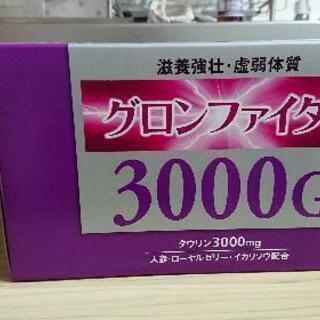 滋養強壮・虚弱体質
グロンファイタ
3000G
タウリン3000mg
人参・ローヤルゼリー・イカリソウ配合